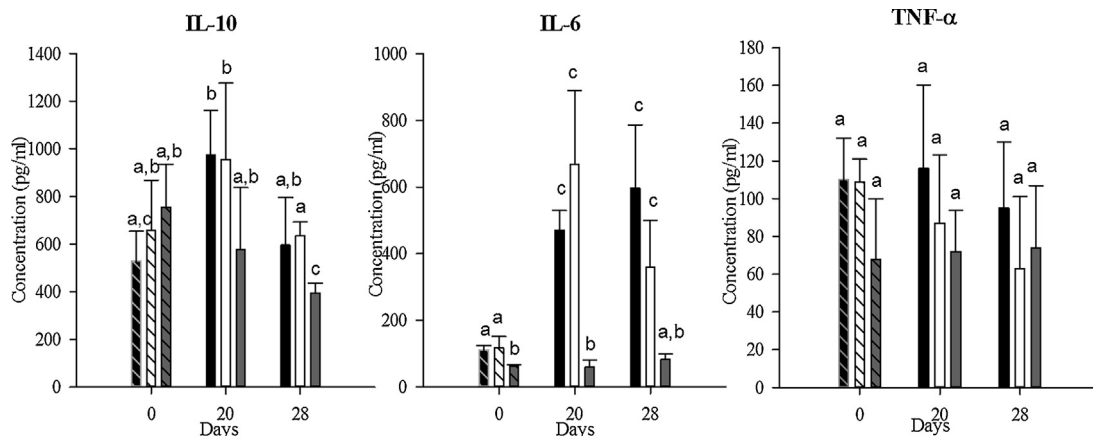 IL-10
Concentration (pg/ml)
1400
1200
1000
800
600
400
200
0
a,c
a,b
a,b
b
b
a,b
a,b
a
c
0 20 28
Days
IL-6
Concentration (pg/ml)
1000
800
600
400
200
0
a
a
b
c
c
b
c
c
a,b
0 20 28
Days
TNF-α
Concentration (pg/ml)
180
160
140
120
100
80
60
40
20
0
a
a
a
a
a
a
a
a
a
0 20 28
Days